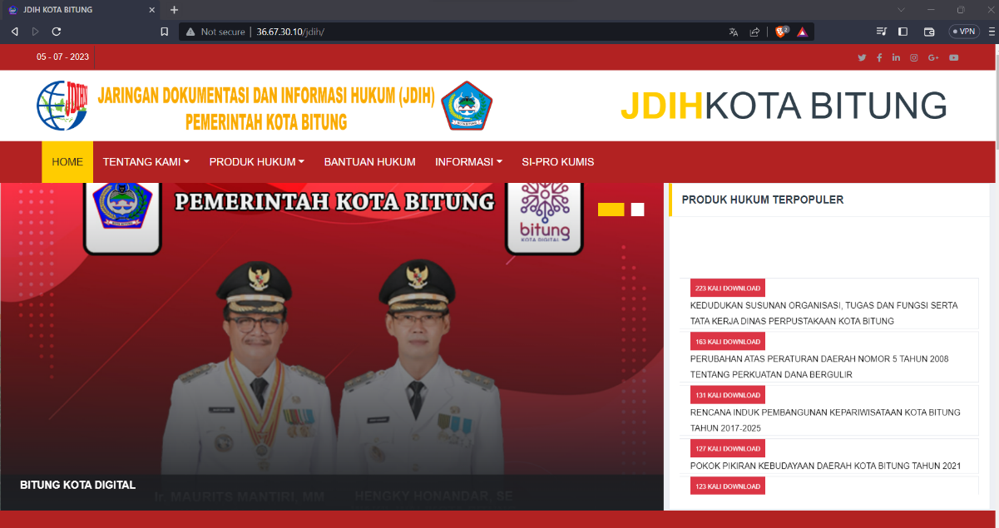 JDIH KOTA BITUNG
Not secure
36.67.30.10/jdih/
2
VPN
05 - 07 - 2023
JDIHN
JARINGAN DOKUMENTASI DAN INFORMASI HUKUM (JDIH)
PEMERINTAH KOTA BITUNG
JDIHKOTA BITUNG
HOME
TENTANG KAMI
PRODUK HUKUM
BANTUAN HUKUM
INFORMASI
SI-PRO KUMIS
PEMERINTAH KOTA BITUNG
bitung
KOTA DIGITAL
BITUNG KOTA DIGITAL
Ir. MAURITS MANTIRI, MM
HENGKY HONANDAR, SE
PRODUK HUKUM TERPOPULER
223 KALI DOWNLOAD
KEDUDUKAN SUSUNAN ORGANISASI, TUGAS DAN FUNGSI SERTA
TATA KERJA DINAS PERPUSTAKAAN KOTA BITUNG
163 KALI DOWNLOAD
PERUBAHAN ATAS PERATURAN DAERAH NOMOR 5 TAHUN 2008
TENTANG PERKUATAN DANA BERGULIR
131 KALI DOWNLOAD
RENCANA INDUK PEMBANGUNAN KEPARIWISATAAN KOTA BITUNG
TAHUN 2017-2025
127 KALI DOWNLOAD
POKOK PIKIRAN KEBUDAYAAN DAERAH KOTA BITUNG TAHUN 2021
123 KALI DOWNLOAD